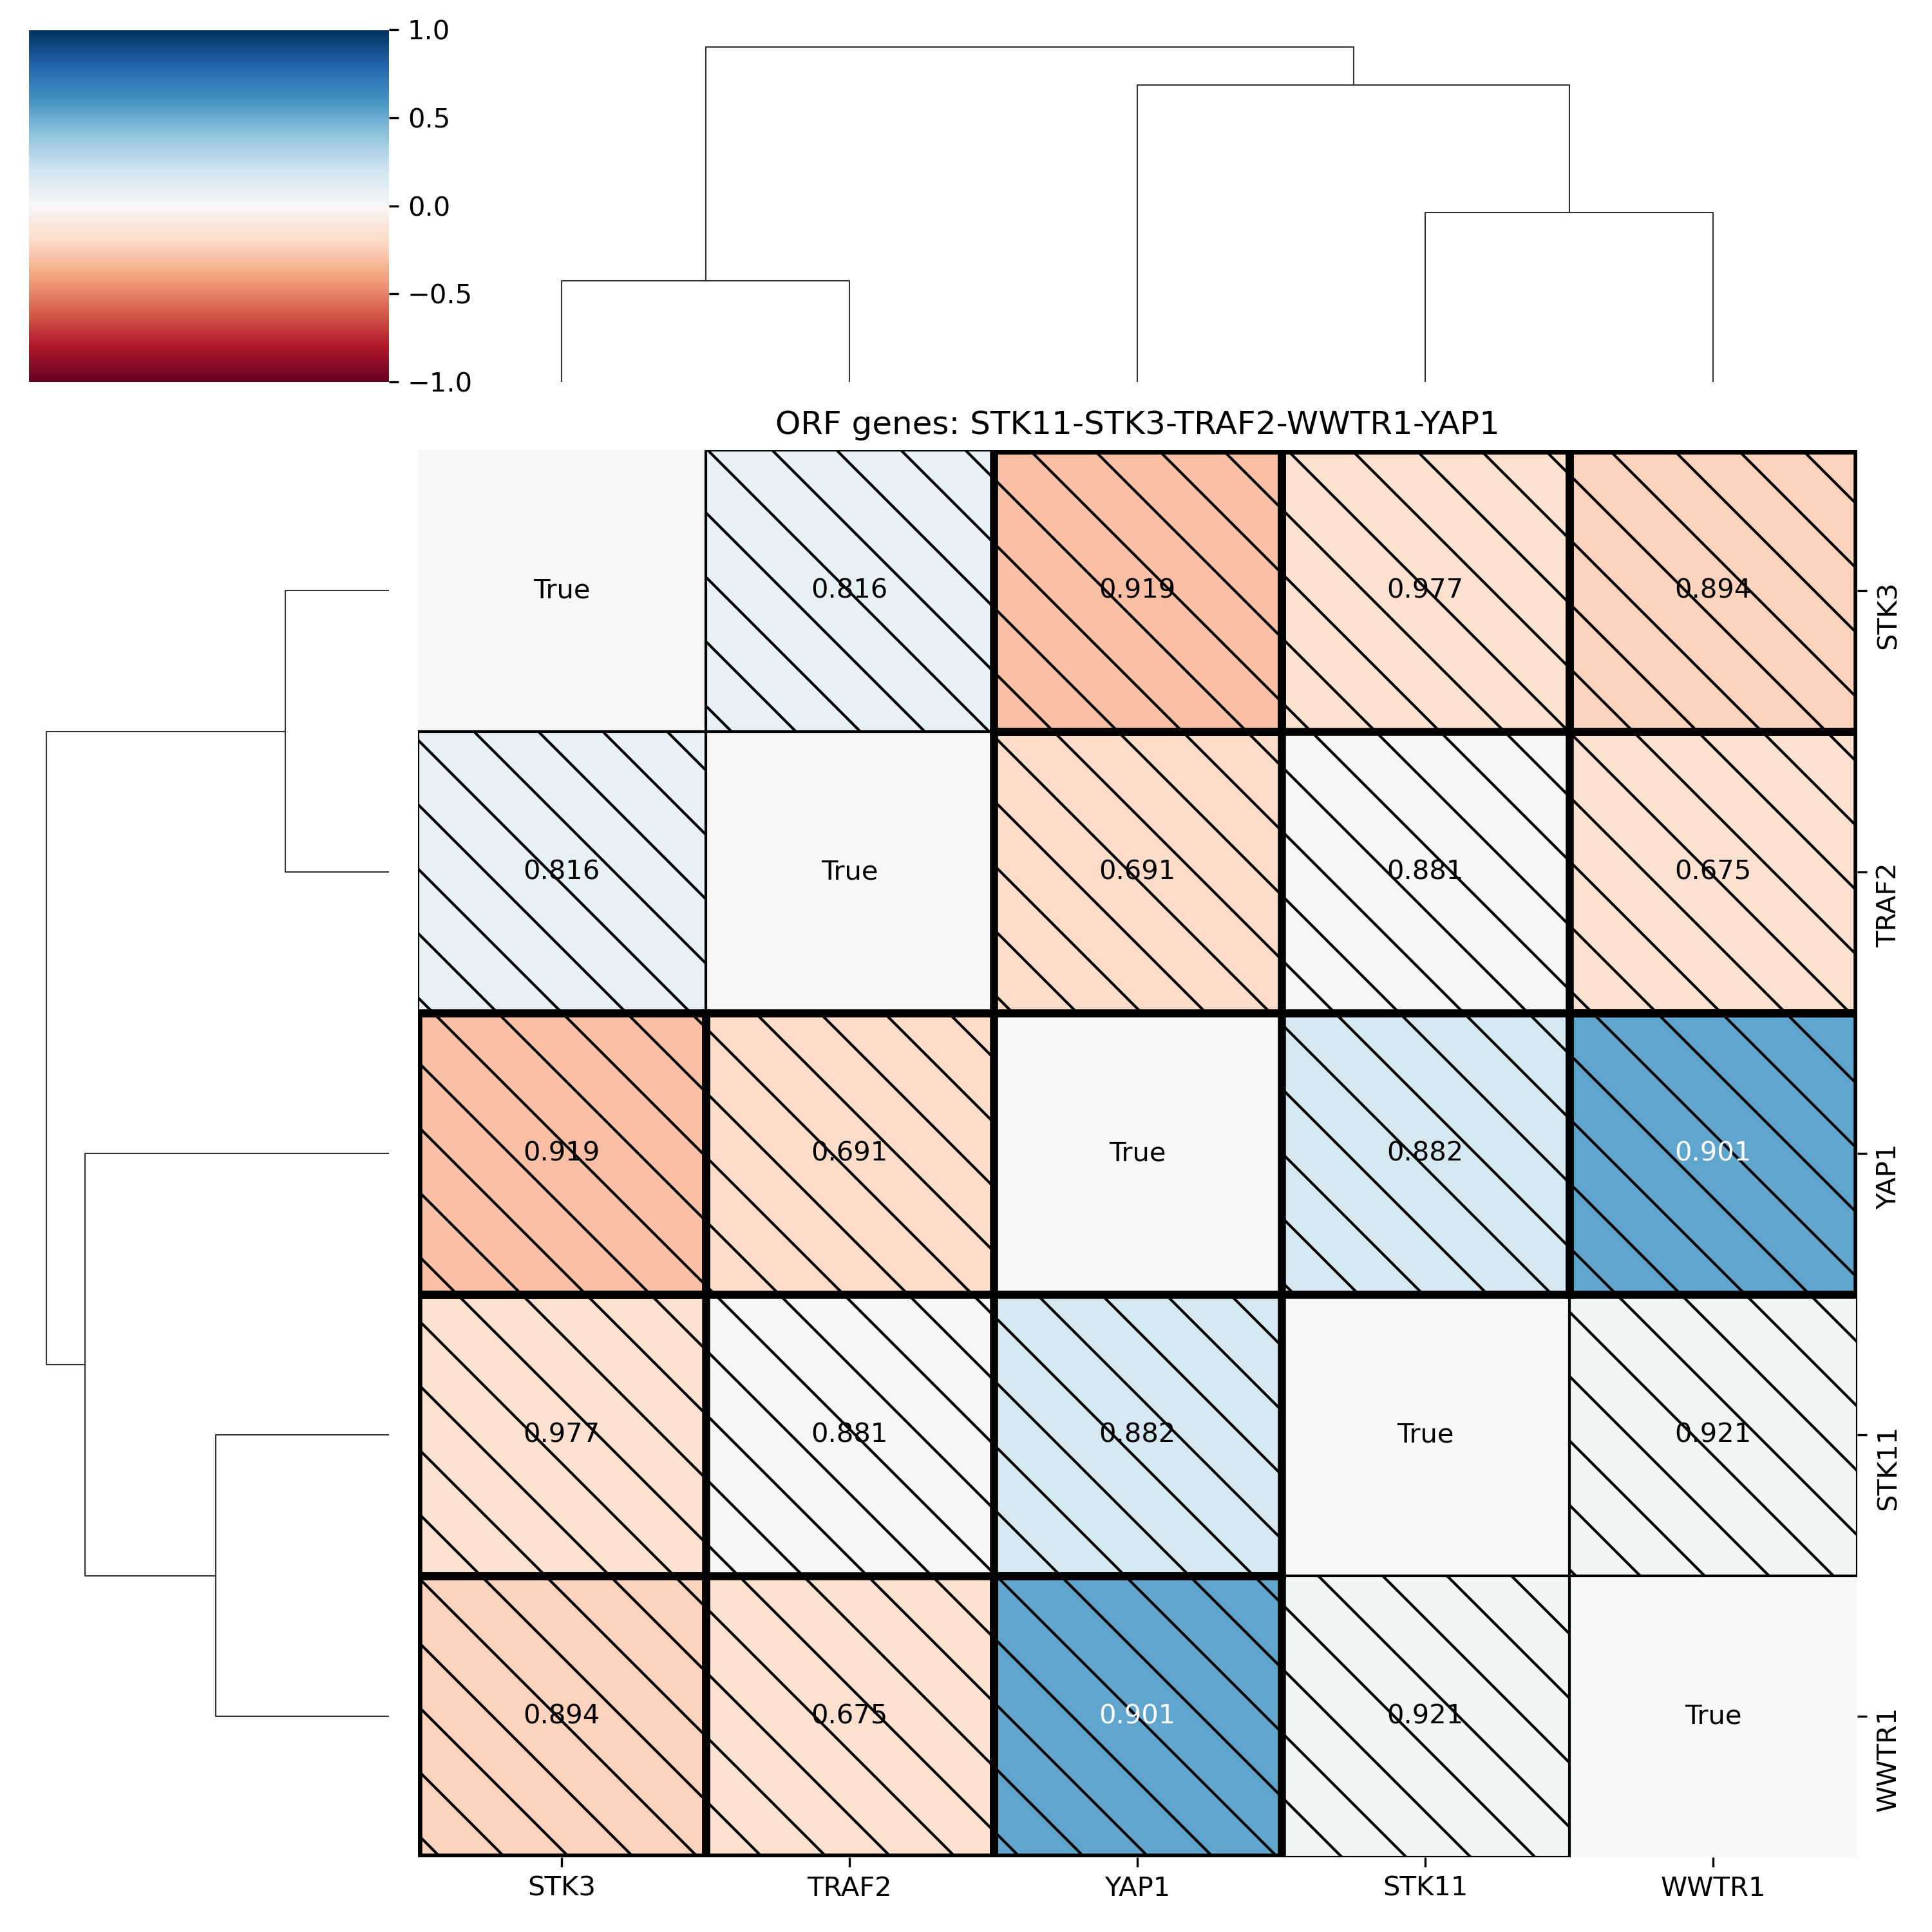 1.0
0.5
0.0
−0.5
−1.0
ORF genes: STK11-STK3-TRAF2-WWTR1-YAP1
True 0.816 0.919 0.977 0.894 STK3
0.816 True 0.691 0.881 0.675 TRAF2
0.919 0.691 True 0.882 0.901 YAP1
0.977 0.881 0.882 True 0.921 STK11
0.894 0.675 0.901 0.921 True WWTR1
STK3 TRAF2 YAP1 STK11 WWTR1